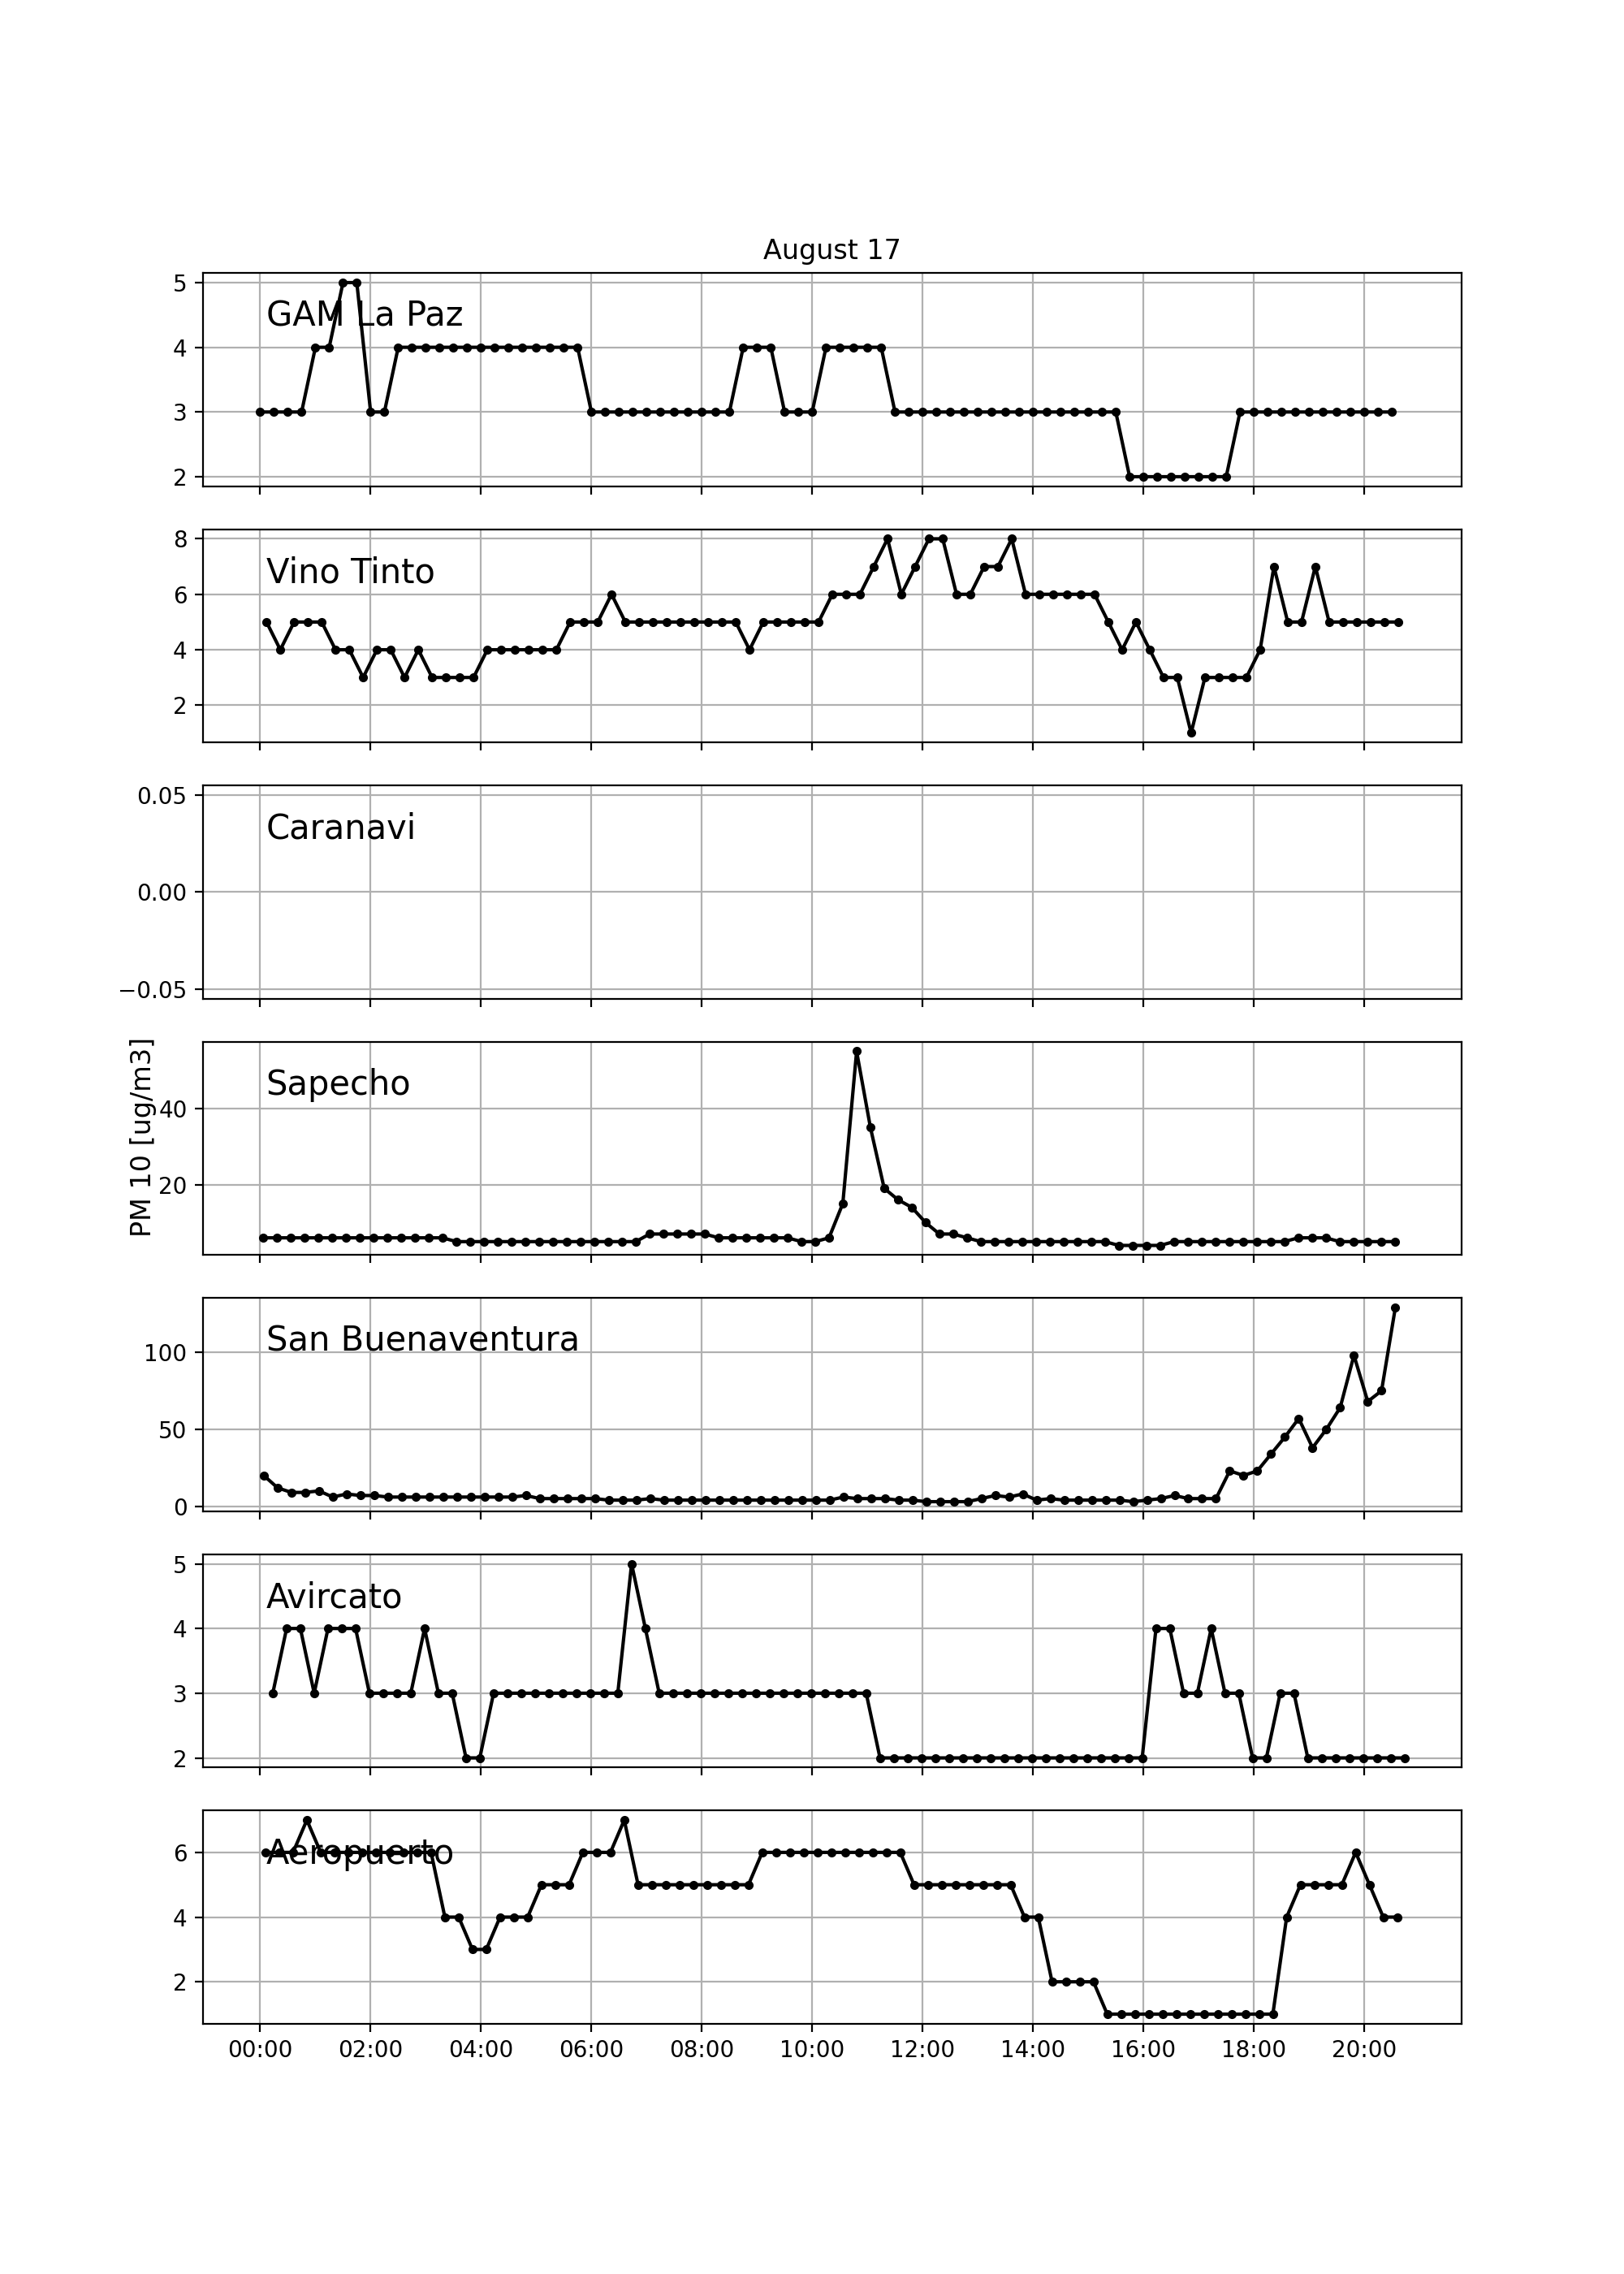 August 17
5
GAM La Paz
4
3
2
8
Vino Tinto
6
4
2
0.05
Caranavi
0.00
−0.05
PM 10 [ug/m3]
Sapecho
40
20
San Buenaventura
100
50
0
5
Avircato
4
3
2
Aeropuerto
6
4
2
00:00 02:00 04:00 06:00 08:00 10:00 12:00 14:00 16:00 18:00 20:00